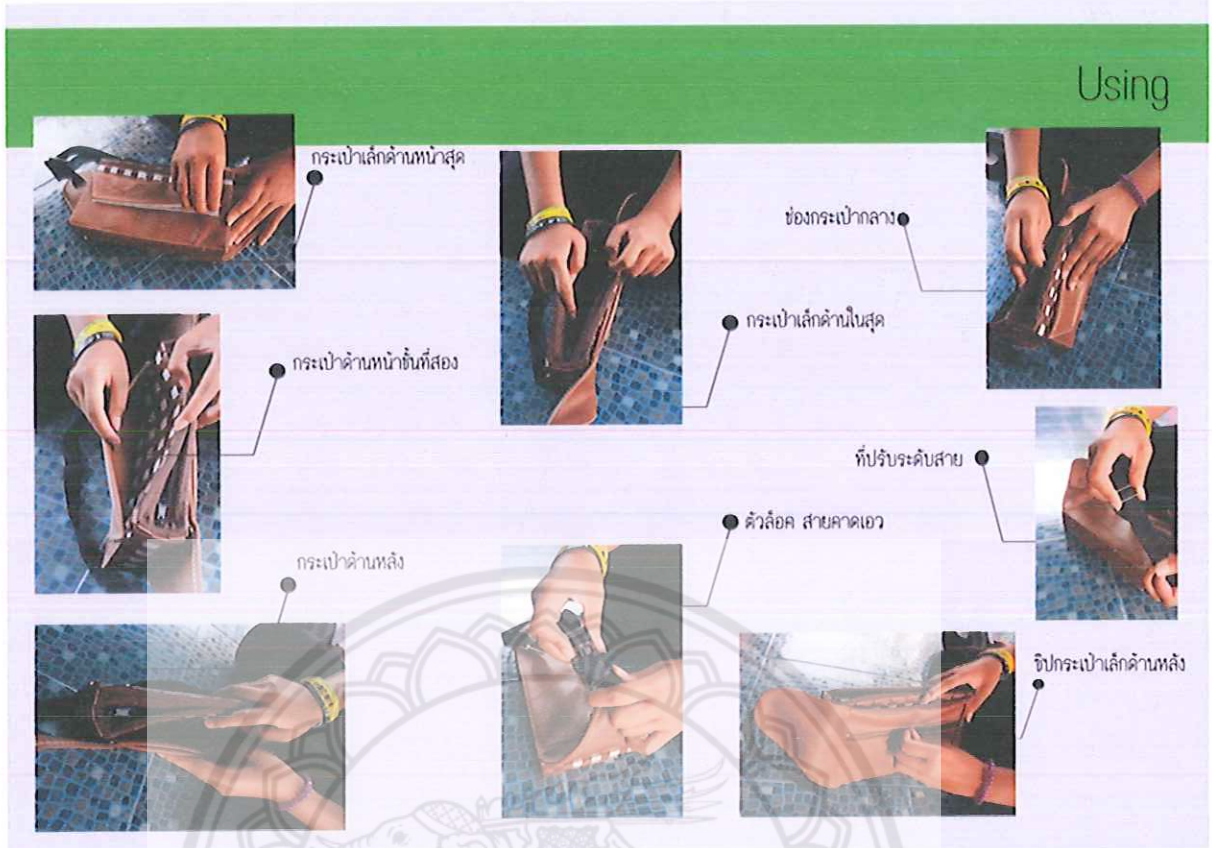 Using
กระเป๋าเล็กด้านหน้าสุด
ช่องกระเป๋ากลาง
กระเป๋าเล็กด้านในสุด
กระเป๋าด้านหน้าชั้นที่สอง
ที่ปรับระดับสาย
ตัวล็อค สายคาดเอว
กระเป๋าด้านหลัง
ซิปกระเป๋าเล็กด้านหลัง